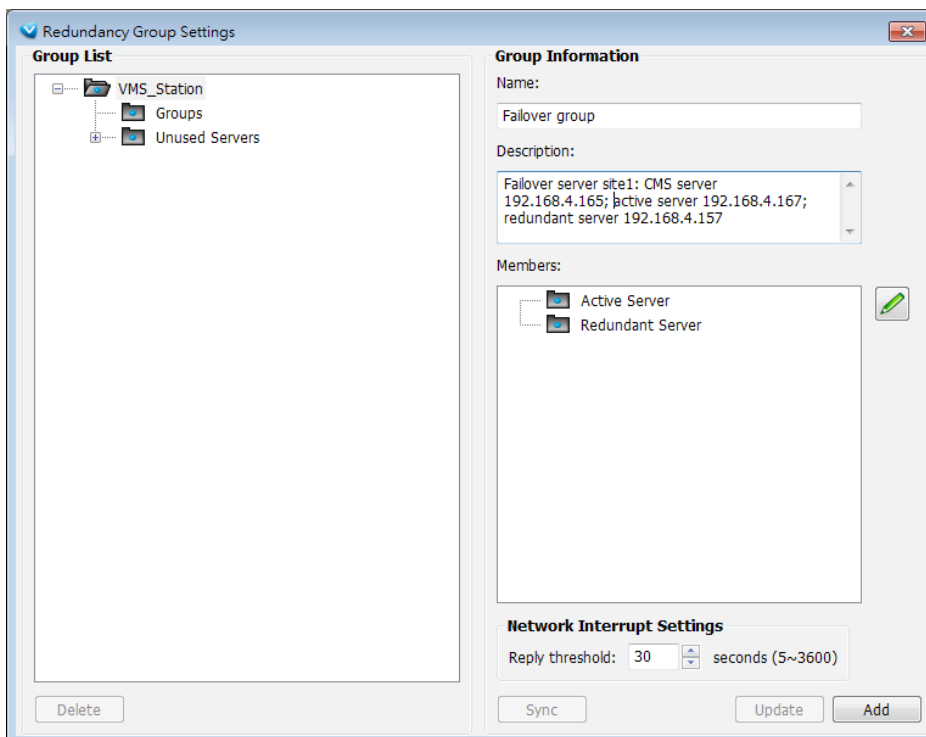 Redundancy Group Settings
Group List
VMS_Station
Groups
Unused Servers
Delete
Group Information
Name:
Failover group
Description:
Failover server site1: CMS server
192.168.4.165; active server 192.168.4.167;
redundant server 192.168.4.157
Members:
Active Server
Redundant Server
Network Interrupt Settings
Reply threshold: 30 seconds (5~3600)
Sync Update Add